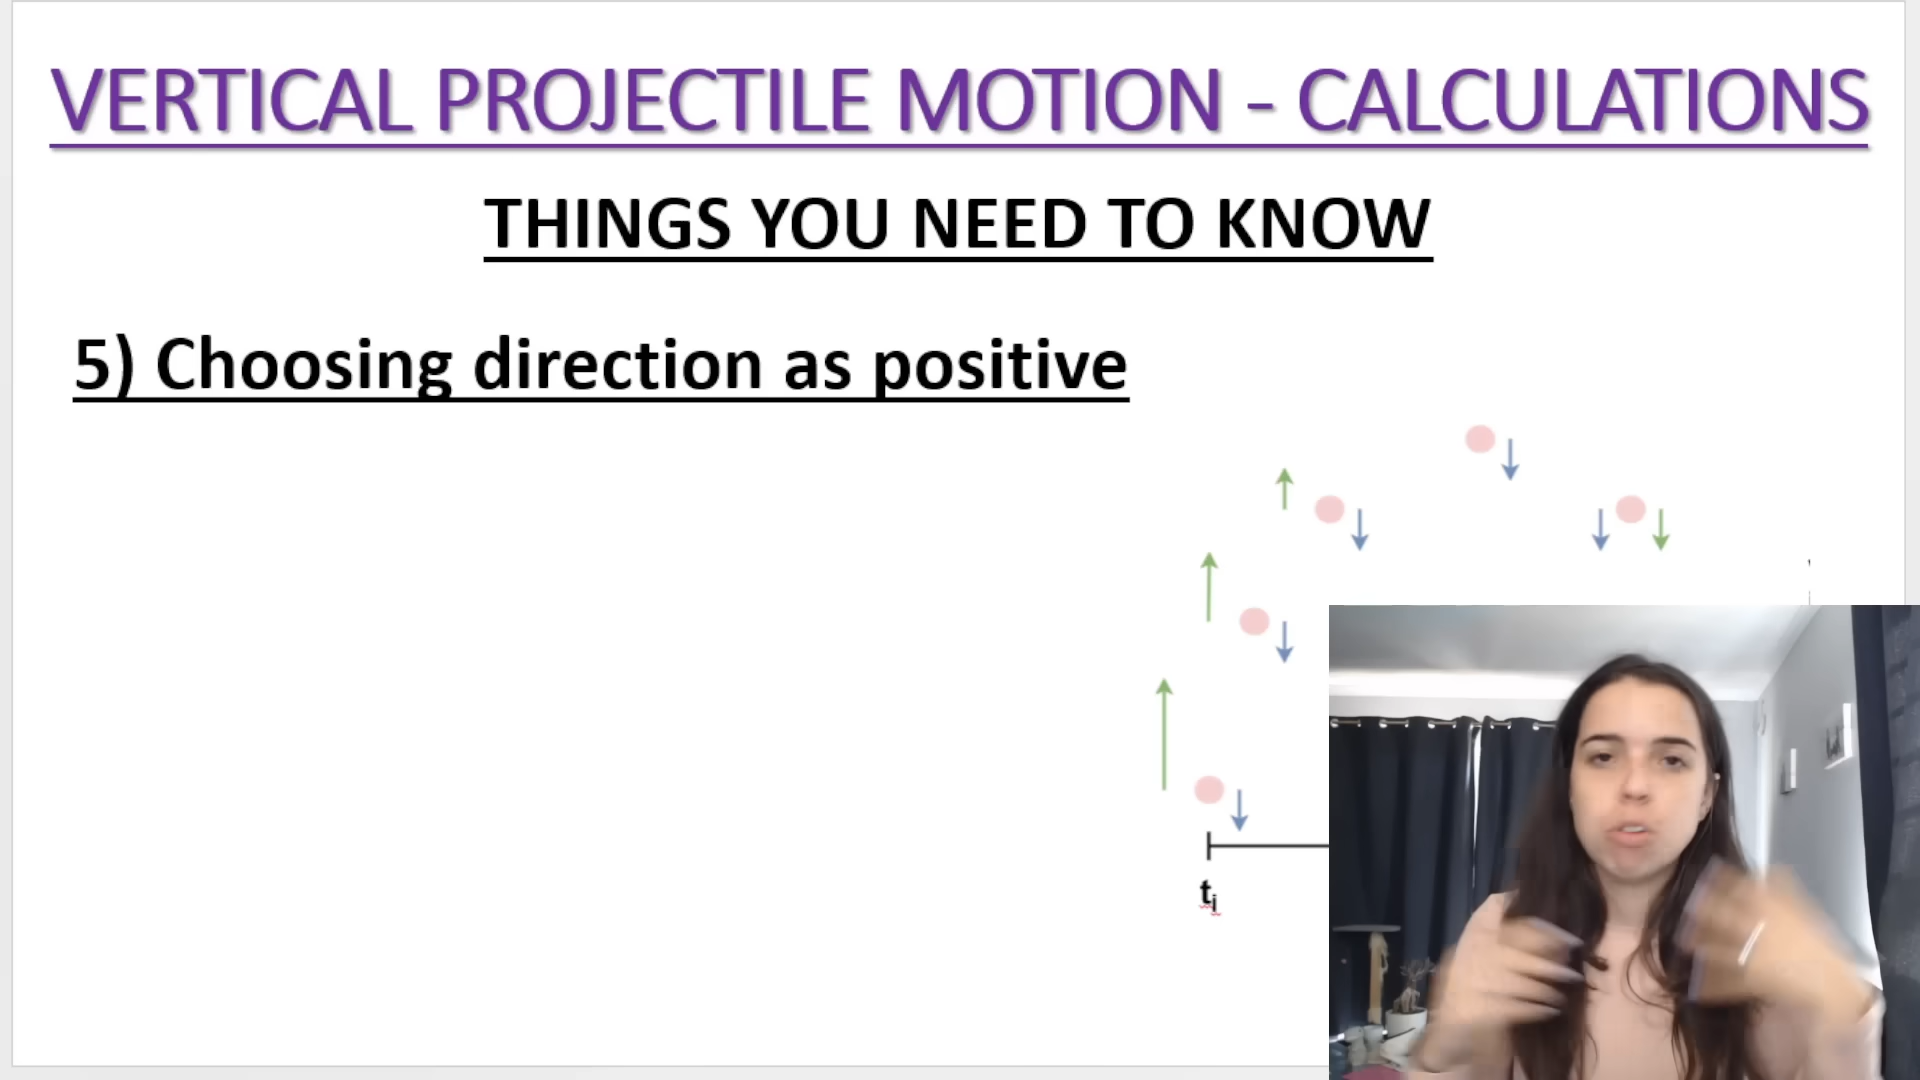 VERTICAL PROJECTILE MOTION - CALCULATIONS
THINGS YOU NEED TO KNOW
5) Choosing direction as positive
ti